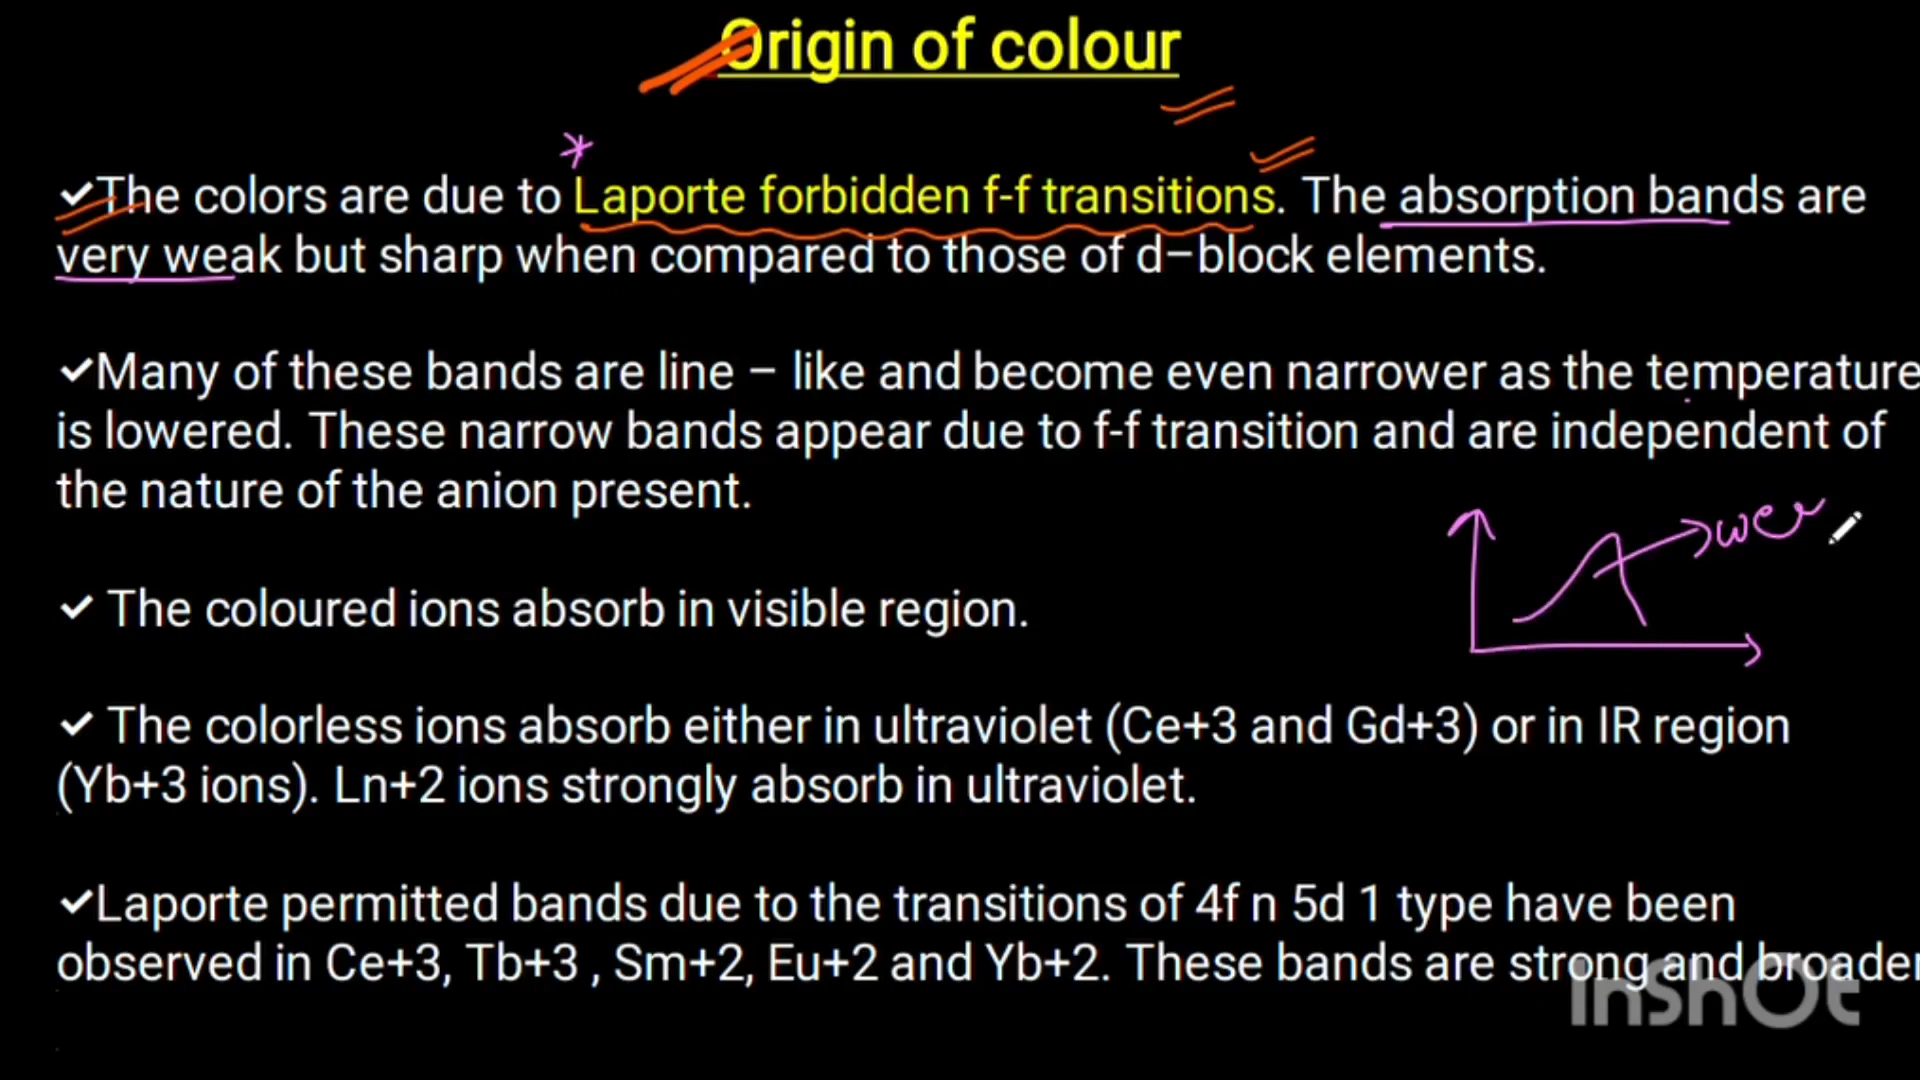 Origin of colour
✔The colors are due to Laporte forbidden f-f transitions. The absorption bands are
very weak but sharp when compared to those of d–block elements.
✔Many of these bands are line – like and become even narrower as the temperature
is lowered. These narrow bands appear due to f-f transition and are independent of
the nature of the anion present.
✔ The coloured ions absorb in visible region.
✔ The colorless ions absorb either in ultraviolet (Ce+3 and Gd+3) or in IR region
(Yb+3 ions). Ln+2 ions strongly absorb in ultraviolet.
✔Laporte permitted bands due to the transitions of 4f n 5d 1 type have been
observed in Ce+3, Tb+3 , Sm+2, Eu+2 and Yb+2. These bands are strong and broader
InShOt